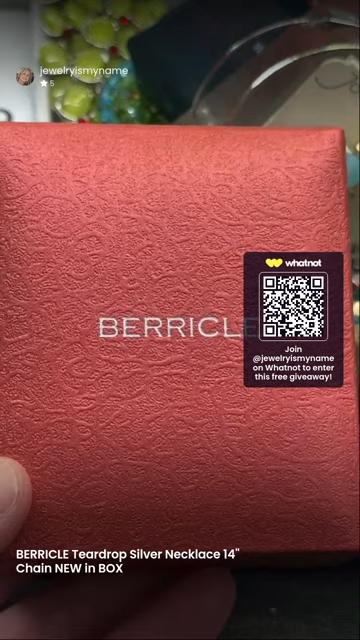 jewelryismyname
★ 5
BERRICLE
whatnot
Join
@jewelryismyname
on Whatnot to enter
this free giveaway!
BERRICLE Teardrop Silver Necklace 14"
Chain NEW in BOX